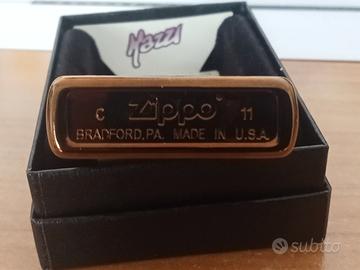 Mazzi
C Zippo 11
BRADFORD, PA. MADE IN U.S.A.
subito